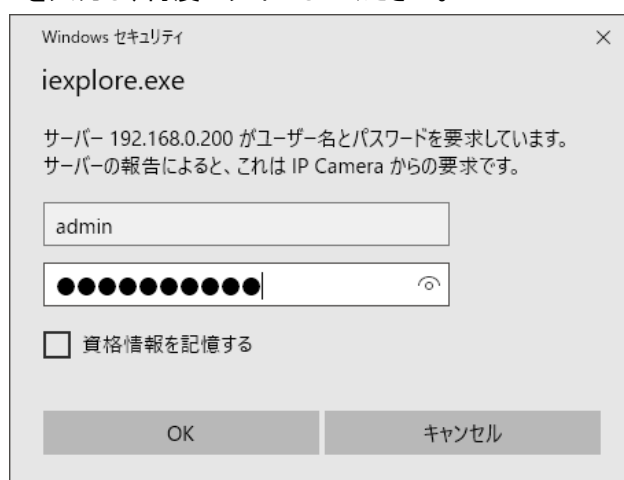 Windows セキュリティ
iexplore.exe
サーバー 192.168.0.200 がユーザー名とパスワードを要求しています。
サーバーの報告によると、これは IP Camera からの要求です。
admin
●●●●●●●●●●
資格情報を記憶する
OK
キャンセル